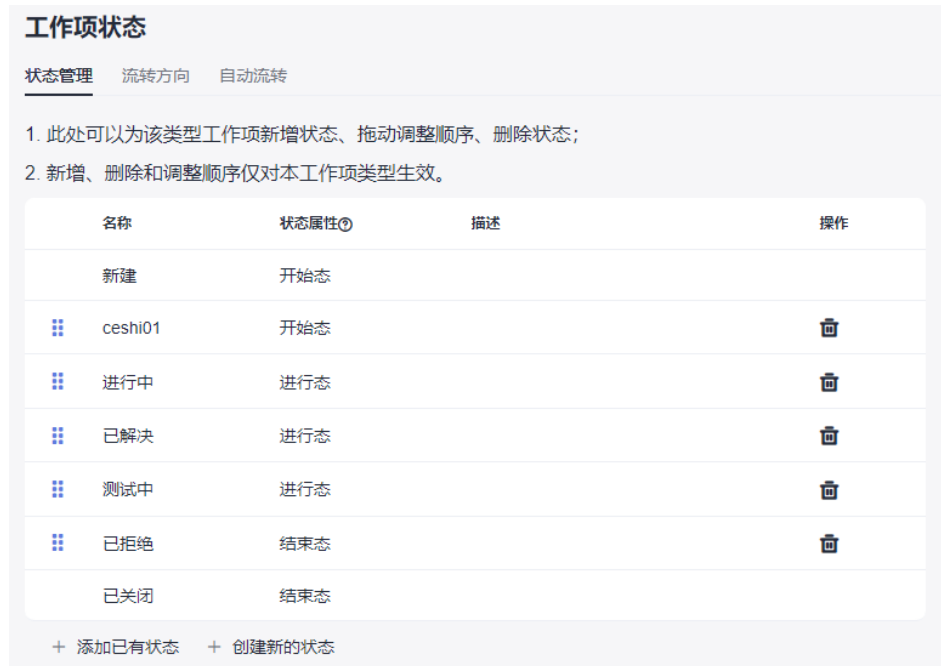 工作项状态
状态管理 流转方向 自动流转
1. 此处可以为该类型工作项新增状态、拖动调整顺序、删除状态；
2. 新增、删除和调整顺序仅对本工作项类型生效。
名称 状态属性 描述 操作
新建 开始态
ceshi01 开始态
进行中 进行态
已解决 进行态
测试中 进行态
已拒绝 结束态
已关闭 结束态
+ 添加已有状态 + 创建新的状态